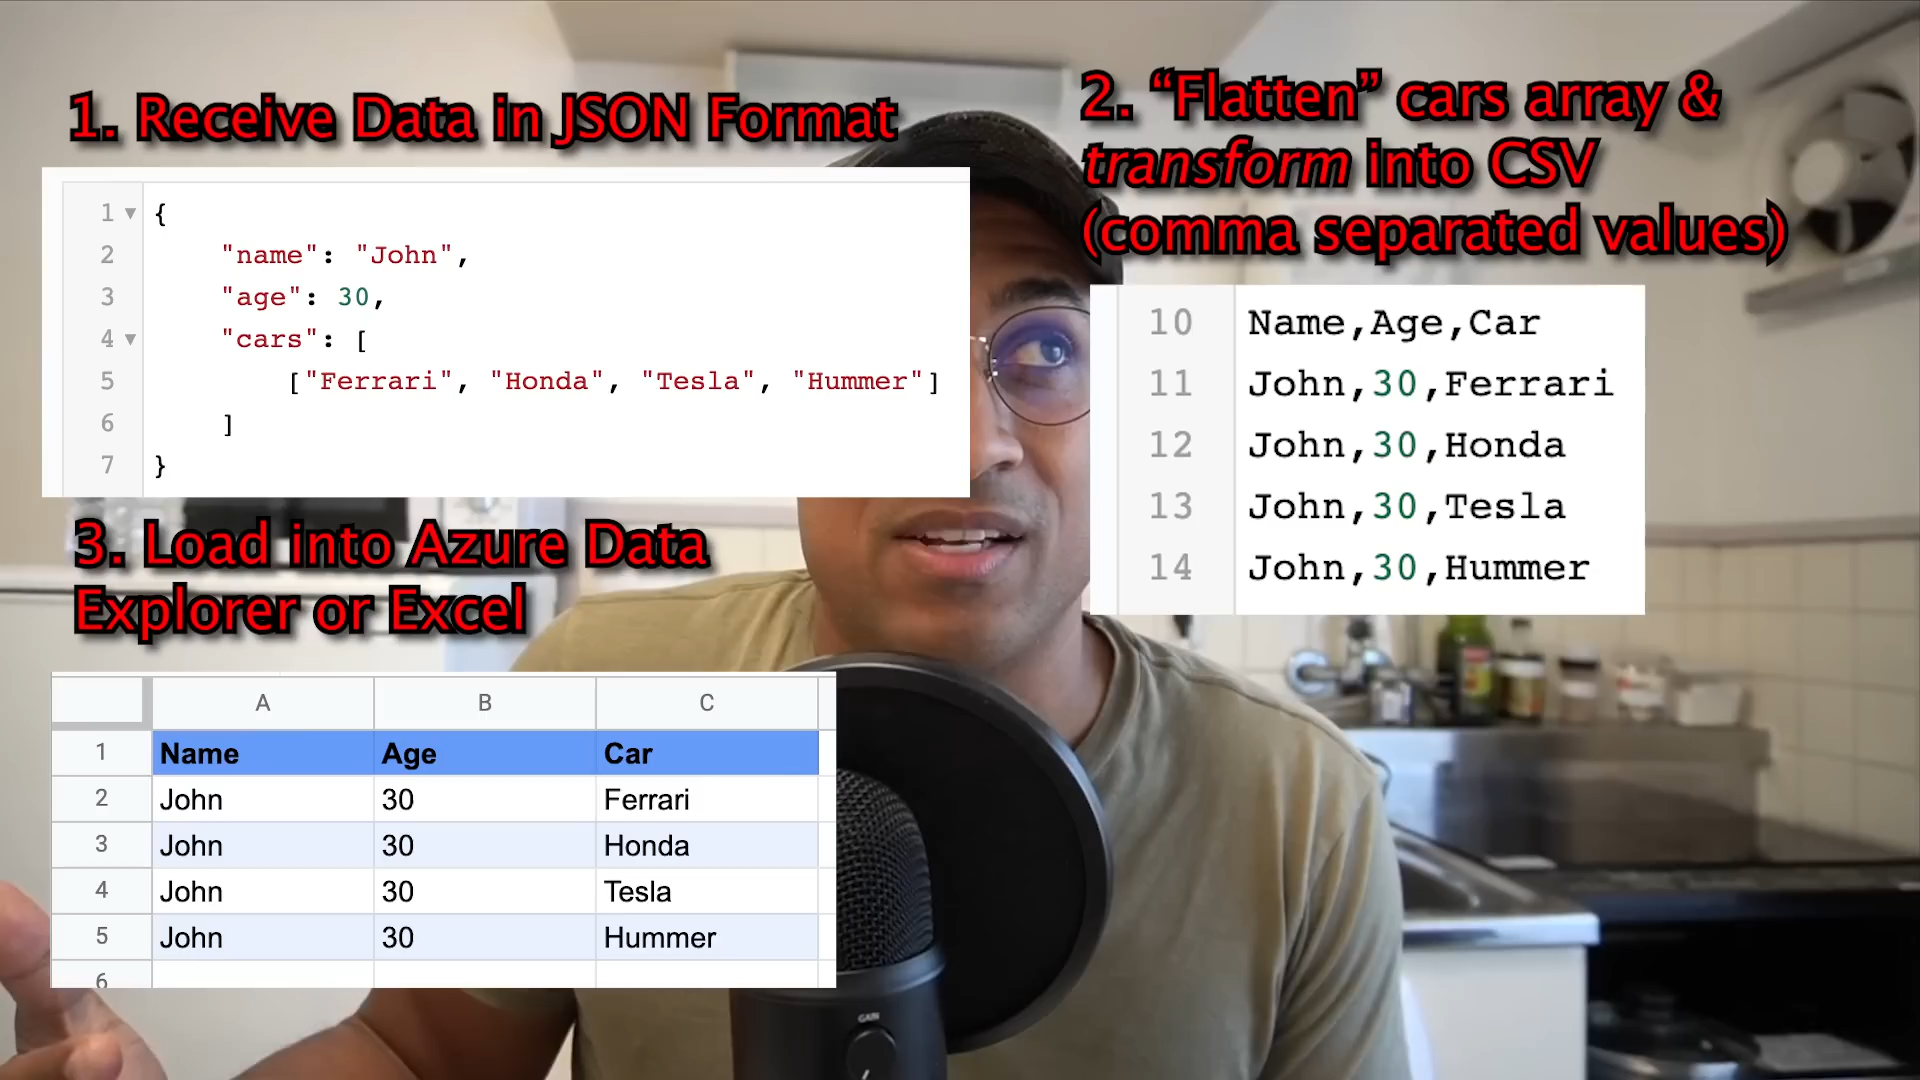 1. Receive Data in JSON Format
1 ▼ {
2 "name": "John",
3 "age": 30,
4 ▼ "cars": [
5 ["Ferrari", "Honda", "Tesla", "Hummer"]
6 ]
7 }
2. “Flatten” cars array &
transform into CSV
(comma separated values)
10 Name,Age,Car
11 John,30,Ferrari
12 John,30,Honda
13 John,30,Tesla
14 John,30,Hummer
3. Load into Azure Data
Explorer or Excel
A B C
1 Name Age Car
2 John 30 Ferrari
3 John 30 Honda
4 John 30 Tesla
5 John 30 Hummer
6
GAIN